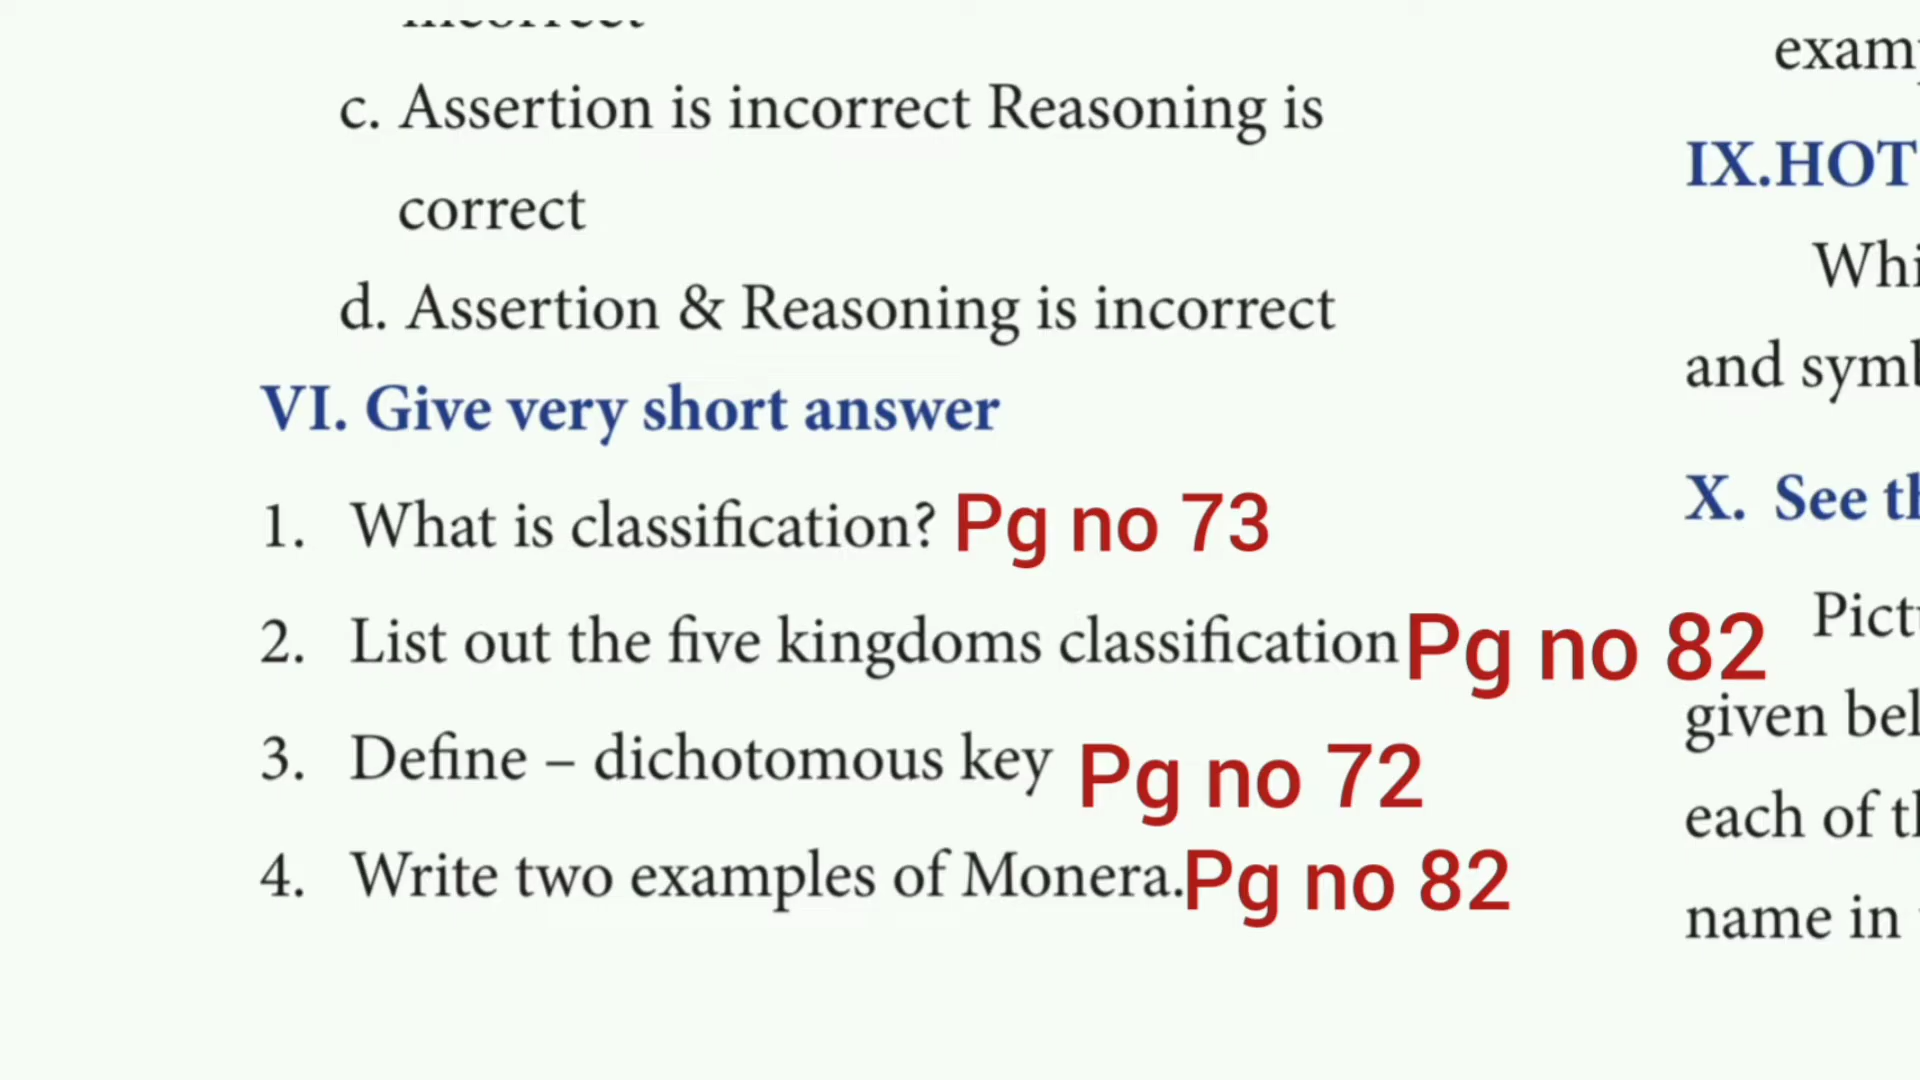 incorrect
c. Assertion is incorrect Reasoning is
correct
d. Assertion & Reasoning is incorrect
VI. Give very short answer
1. What is classification? Pg no 73
2. List out the five kingdoms classification Pg no 82
3. Define – dichotomous key Pg no 72
4. Write two examples of Monera. Pg no 82
IX.HOT
and
X. See
given
each of
name in